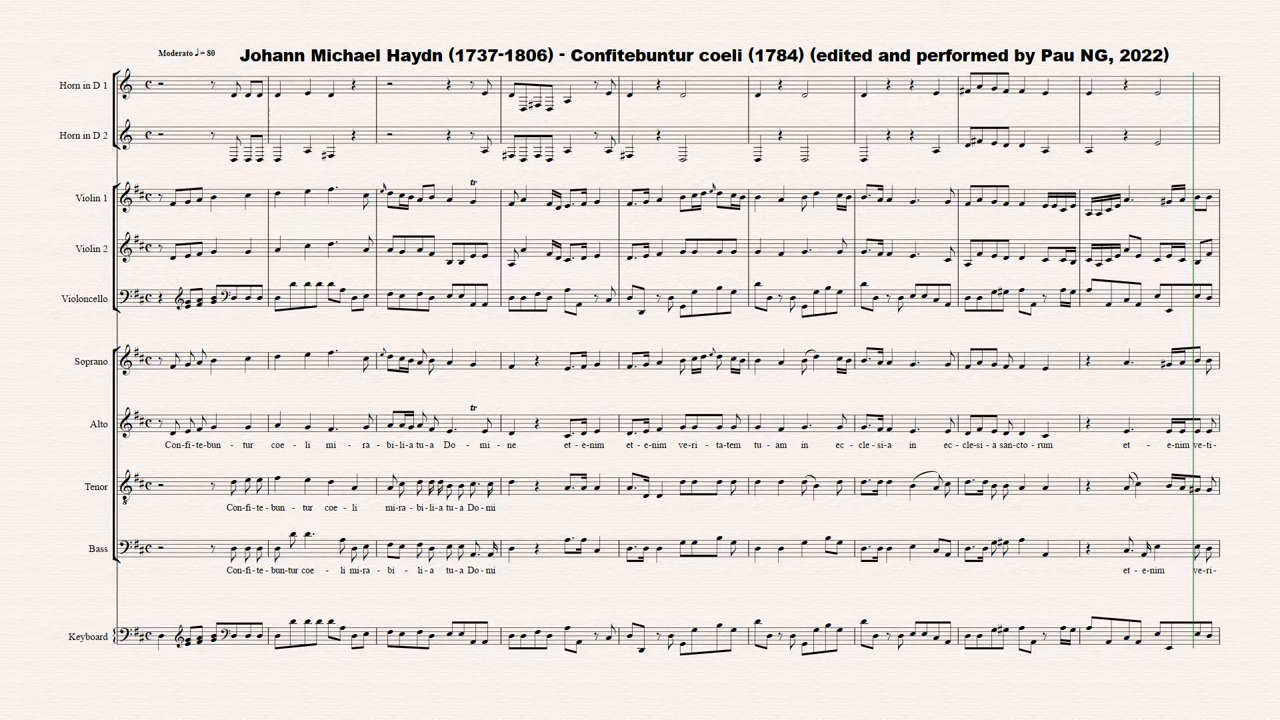 Moderato ♩ = 80
Johann Michael Haydn (1737-1806) - Confitebuntur coeli (1784) (edited and performed by Pau NG, 2022)
Horn in D 1
Horn in D 2
Violin 1
tr
Violin 2
Violoncello
Soprano
Alto
tr
Con-fi-te-bun - tur coe - li mi - ra - bi-li-a tu-a Do - mi - ne et - e-nim et - e-nim ve-ri - ta-tem tu - am in ec - cle-si-a in ec - cle-si - a san-cto - rum et - e-nim ve-ti-
Tenor
Con-fi-te - bun - tur coe - li mi-ra - bi-li-a tu-a Do-mi
Bass
Con-fi-te - bun-tur coe - li mi-ra - bi - li-a tu-a Do-mi et - e-nim ve-ri-
Keyboard